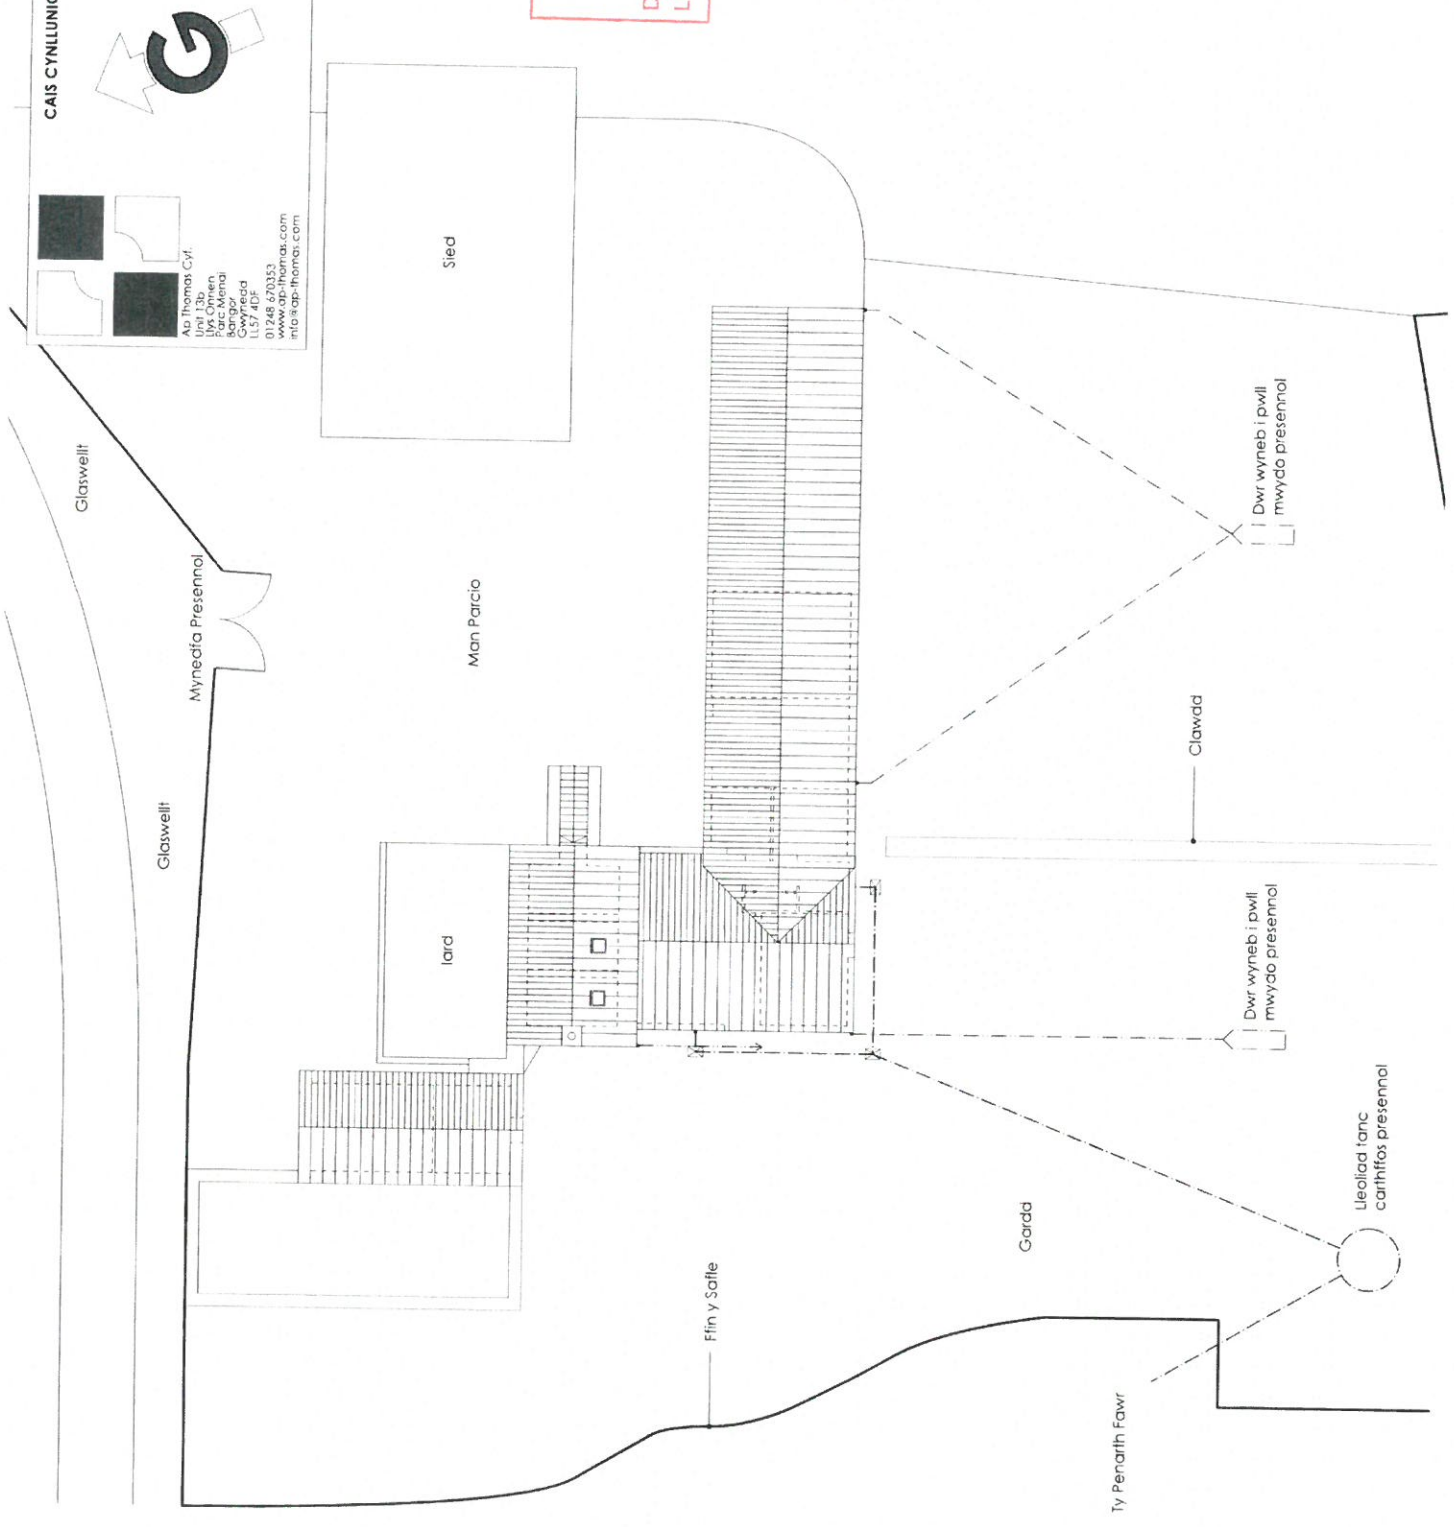 CAIS CYNLLUNIO
Ap Thomas Cyf.
Unit 13b
Llys Onnen
Parc Menai
Bangor
Gwynedd
LL57 4DF
01248 670353
www.ap-thomas.com
info@ap-thomas.com
Glaswellt
Mynedfa Presennol
Glaswellt
Sied
Man Parcio
Iard
Dwr wyneb i pwll
mwydo presennol
Clawdd
Dwr wyneb i pwll
mwydo presennol
Lleoliad tanc
carthffos presennol
Gardd
Ffin y Safle
Ty Penarth Fawr